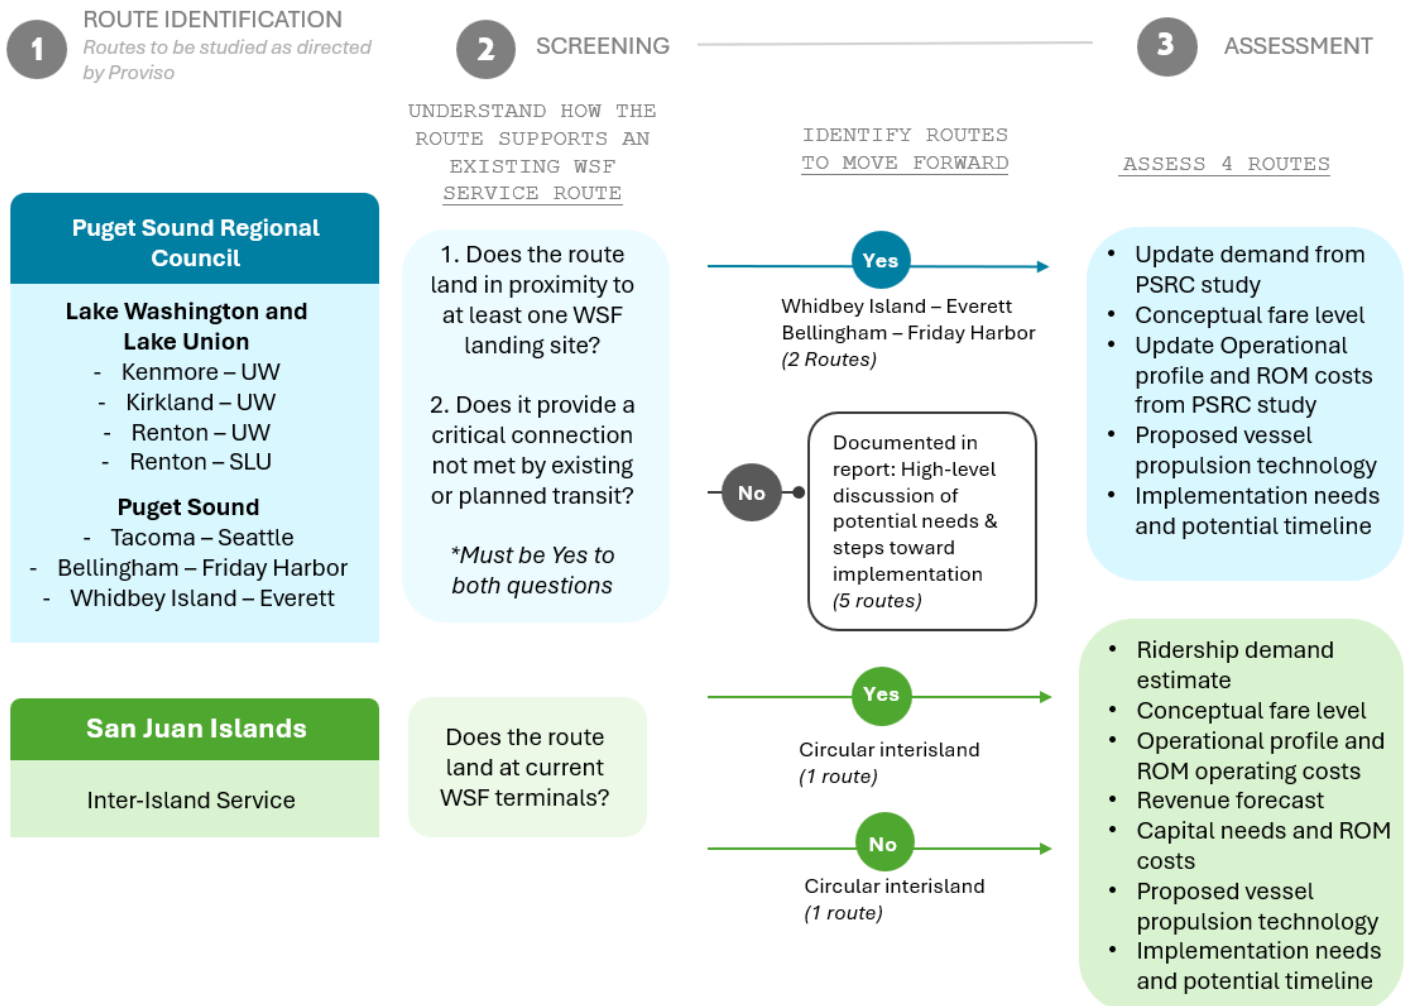 1
ROUTE IDENTIFICATION
Routes to be studied as directed
by Proviso
2
SCREENING
3
ASSESSMENT
UNDERSTAND HOW THE
ROUTE SUPPORTS AN
EXISTING WSF
SERVICE ROUTE
IDENTIFY ROUTES
TO MOVE FORWARD
ASSESS 4 ROUTES
Puget Sound Regional
Council
Lake Washington and
Lake Union
- Kenmore – UW
- Kirkland – UW
- Renton – UW
- Renton – SLU
Puget Sound
- Tacoma – Seattle
- Bellingham – Friday Harbor
- Whidbey Island – Everett
1. Does the route
land in proximity to
at least one WSF
landing site?
2. Does it provide a
critical connection
not met by existing
or planned transit?
*Must be Yes to
both questions
Yes
Whidbey Island – Everett
Bellingham – Friday Harbor
(2 Routes)
No
Documented in
report: High-level
discussion of
potential needs &
steps toward
implementation
(5 routes)
• Update demand from
PSRC study
• Conceptual fare level
• Update Operational
profile and ROM costs
from PSRC study
• Proposed vessel
propulsion technology
• Implementation needs
and potential timeline
San Juan Islands
Inter-Island Service
Does the route
land at current
WSF terminals?
Yes
Circular interisland
(1 route)
No
Circular interisland
(1 route)
• Ridership demand
estimate
• Conceptual fare level
• Operational profile and
ROM operating costs
• Revenue forecast
• Capital needs and ROM
costs
• Proposed vessel
propulsion technology
• Implementation needs
and potential timeline